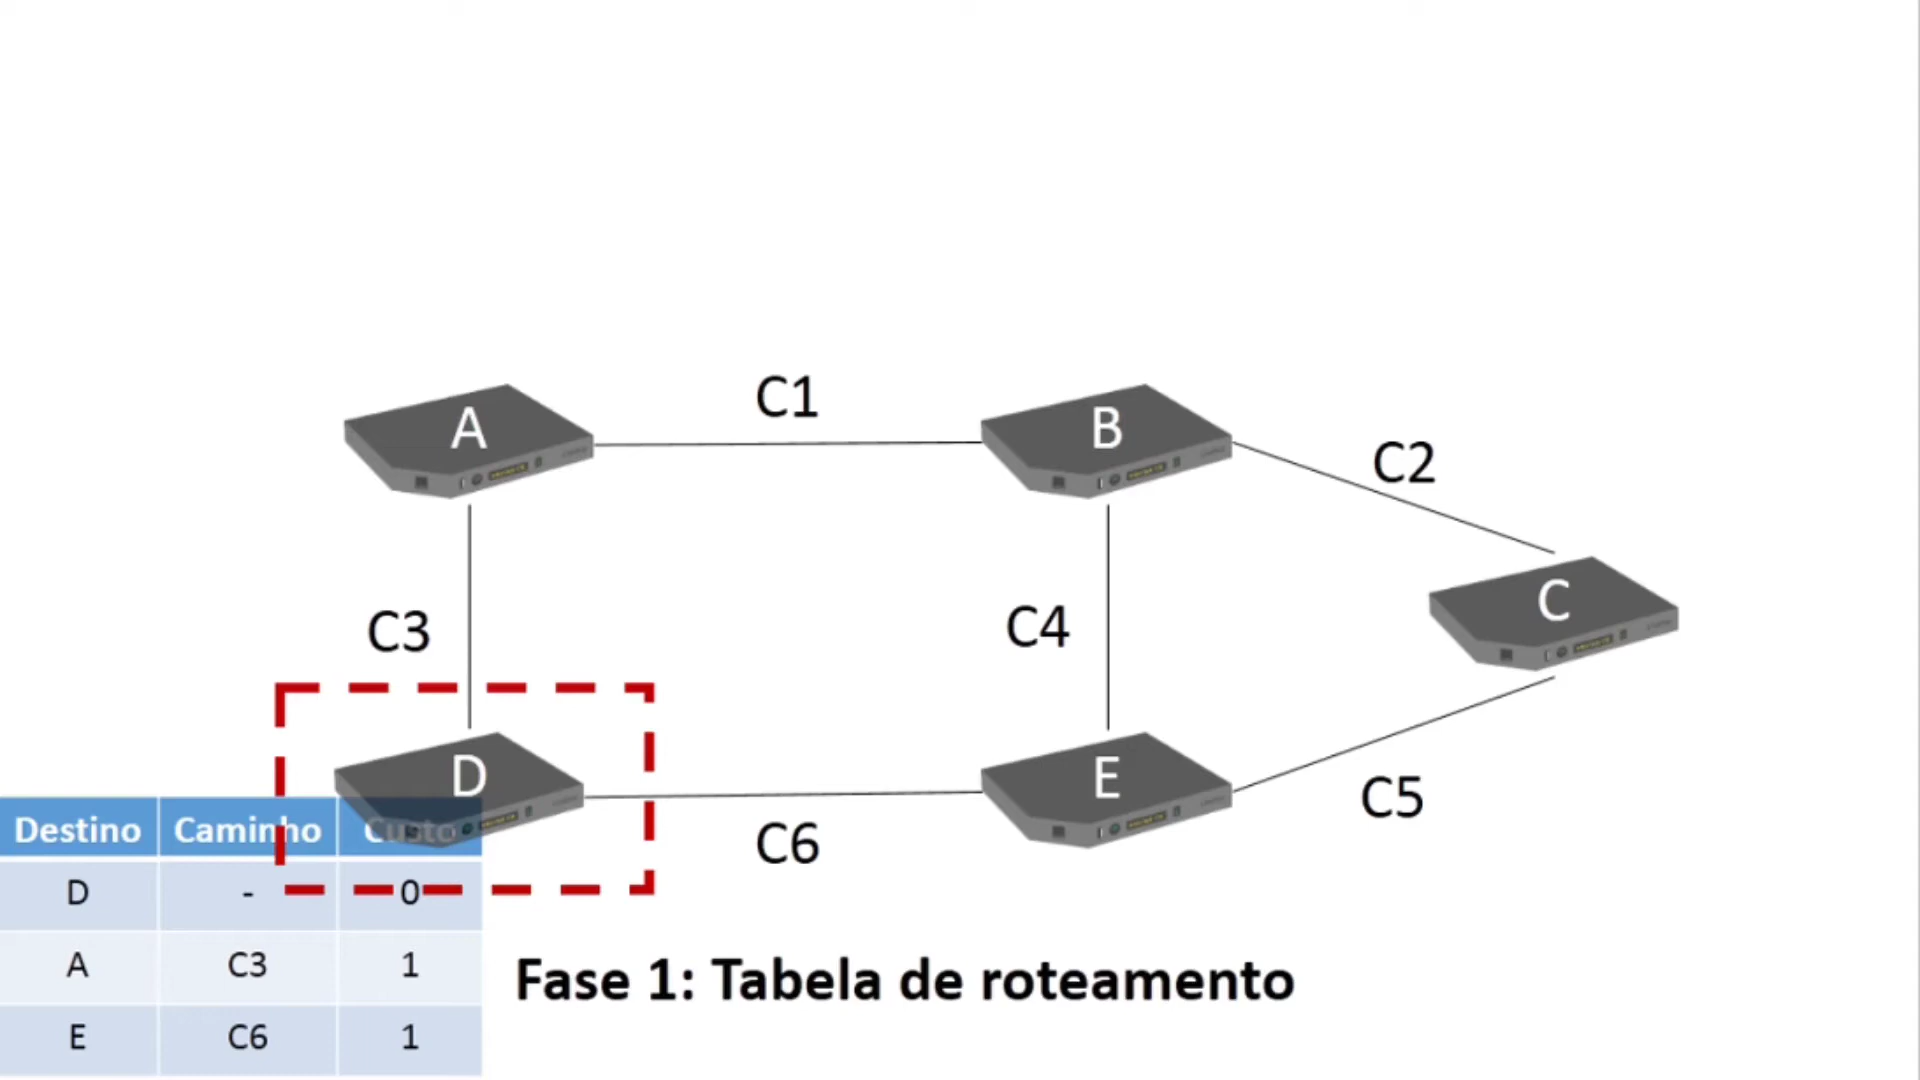 C1
A
B
C2
C
C3
C4
D
E
C5
C6
Destino Caminho Custo
D - 0
A C3 1
E C6 1
Fase 1: Tabela de roteamento